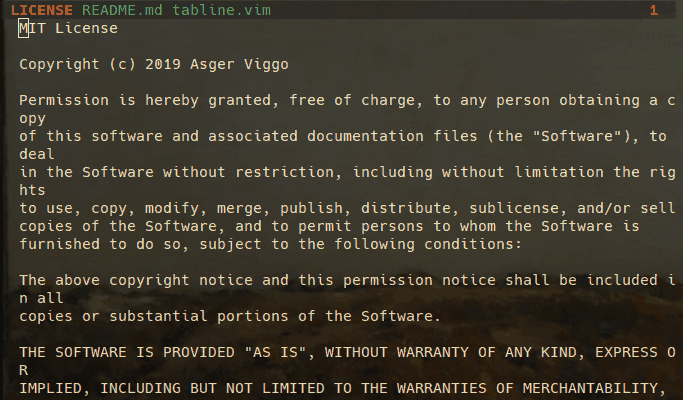 LICENSE README.md tabline.vim 1
MIT License
Copyright (c) 2019 Asger Viggo
Permission is hereby granted, free of charge, to any person obtaining a c
opy
of this software and associated documentation files (the "Software"), to
deal
in the Software without restriction, including without limitation the rig
hts
to use, copy, modify, merge, publish, distribute, sublicense, and/or sell
copies of the Software, and to permit persons to whom the Software is
furnished to do so, subject to the following conditions:
The above copyright notice and this permission notice shall be included i
n all
copies or substantial portions of the Software.
THE SOFTWARE IS PROVIDED "AS IS", WITHOUT WARRANTY OF ANY KIND, EXPRESS O
R
IMPLIED, INCLUDING BUT NOT LIMITED TO THE WARRANTIES OF MERCHANTABILITY,